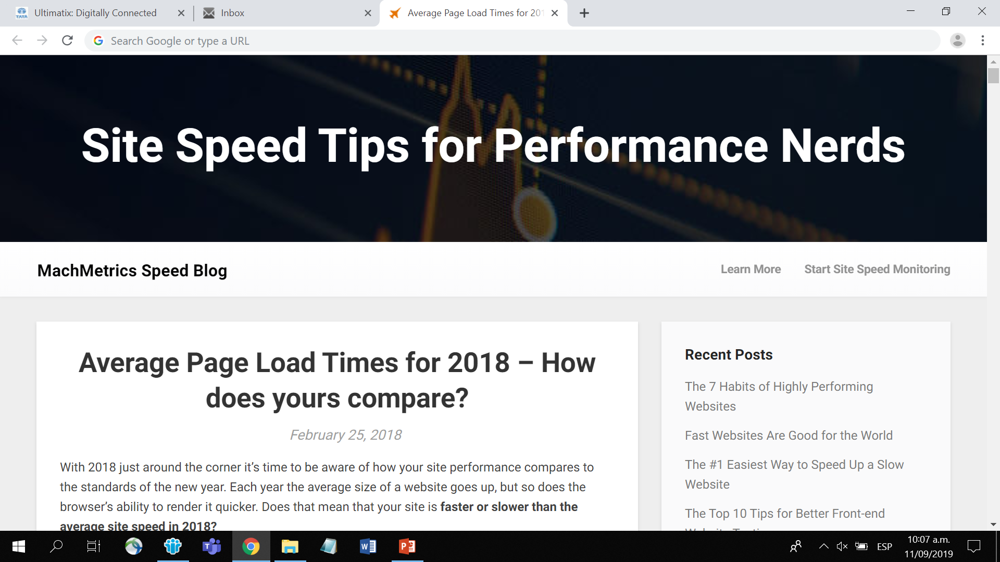 Ultimatix: Digitally Connected
Inbox
Average Page Load Times for 201
Search Google or type a URL
Site Speed Tips for Performance Nerds
MachMetrics Speed Blog
Learn More
Start Site Speed Monitoring
Average Page Load Times for 2018 – How
does yours compare?
February 25, 2018
With 2018 just around the corner it’s time to be aware of how your site performance compares to
the standards of the new year. Each year the average size of a website goes up, but so does the
browser’s ability to render it quicker. Does that mean that your site is faster or slower than the
average site speed in 2018?
Recent Posts
The 7 Habits of Highly Performing
Websites
Fast Websites Are Good for the World
The #1 Easiest Way to Speed Up a Slow
Website
The Top 10 Tips for Better Front-end
ESP
10:07 a.m.
11/09/2019